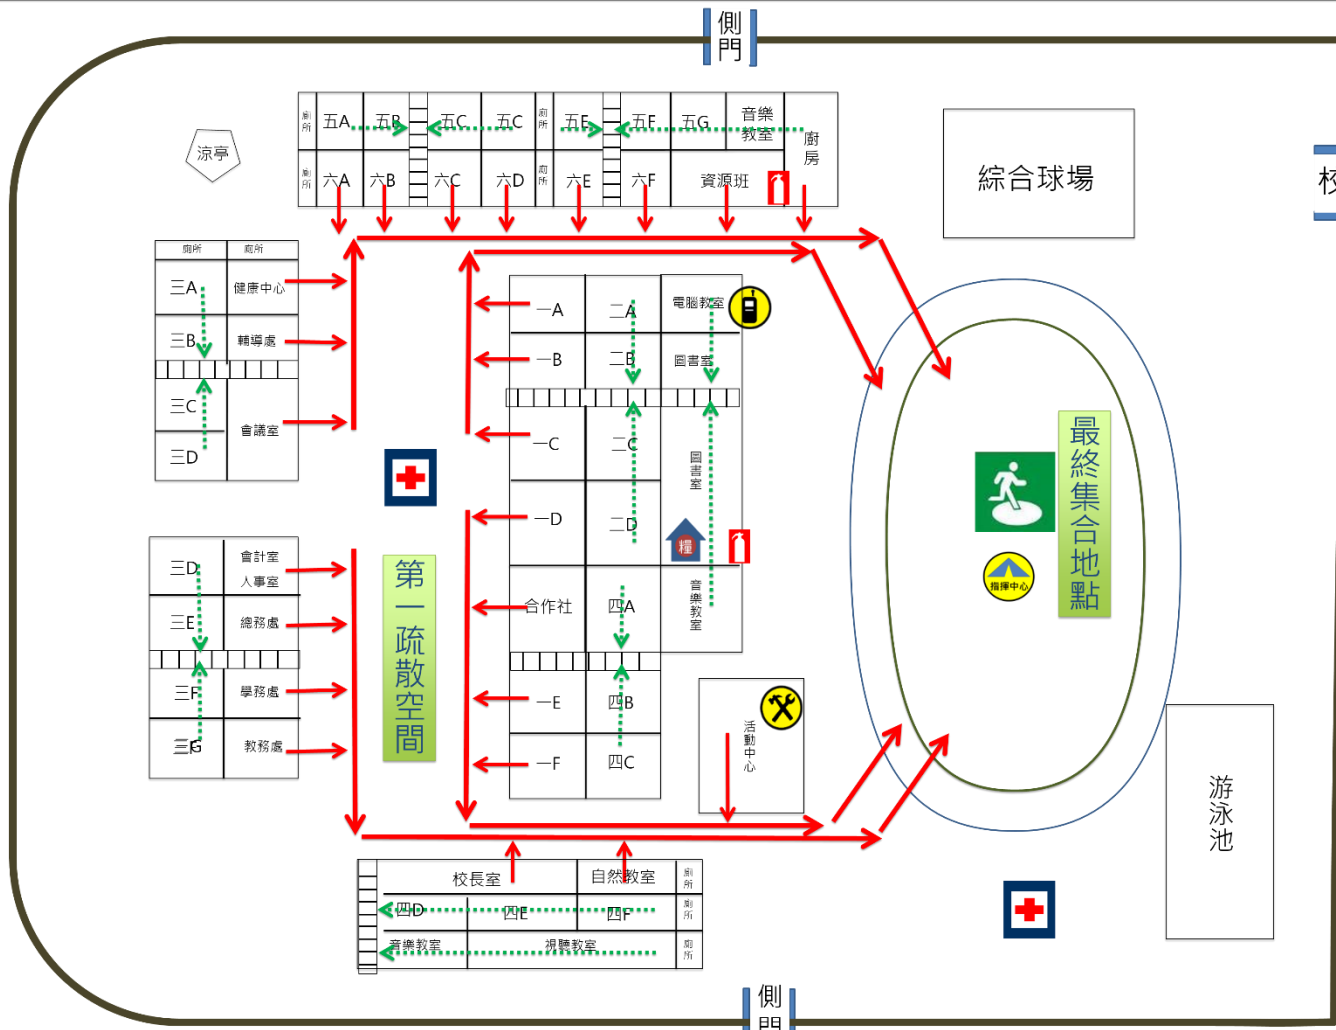 側門
廁所 五A 五B 五C 五C 廁所 五E 五F 五G 音樂教室 廚房
廁所 六A 六B 六C 六D 廁所 六E 六F 資源班
涼亭
綜合球場
校
廁所 廁所
三A 健康中心
三B 輔導處
三C
會議室
三D
一A 二A 電腦教室
一B 二B 圖書室
一C 二C
圖書室
一D 二D
糧
合作社 四A 音樂教室
一E 四B
一F 四C
三D 會計室
人事室
三E 總務處
三F 學務處
三G 教務處
第一疏散空間
最終集合地點
指揮中心
活動中心
游泳池
校長室 自然教室 廁所
四D 四E 四F 廁所
音樂教室 視聽教室 廁所
側門